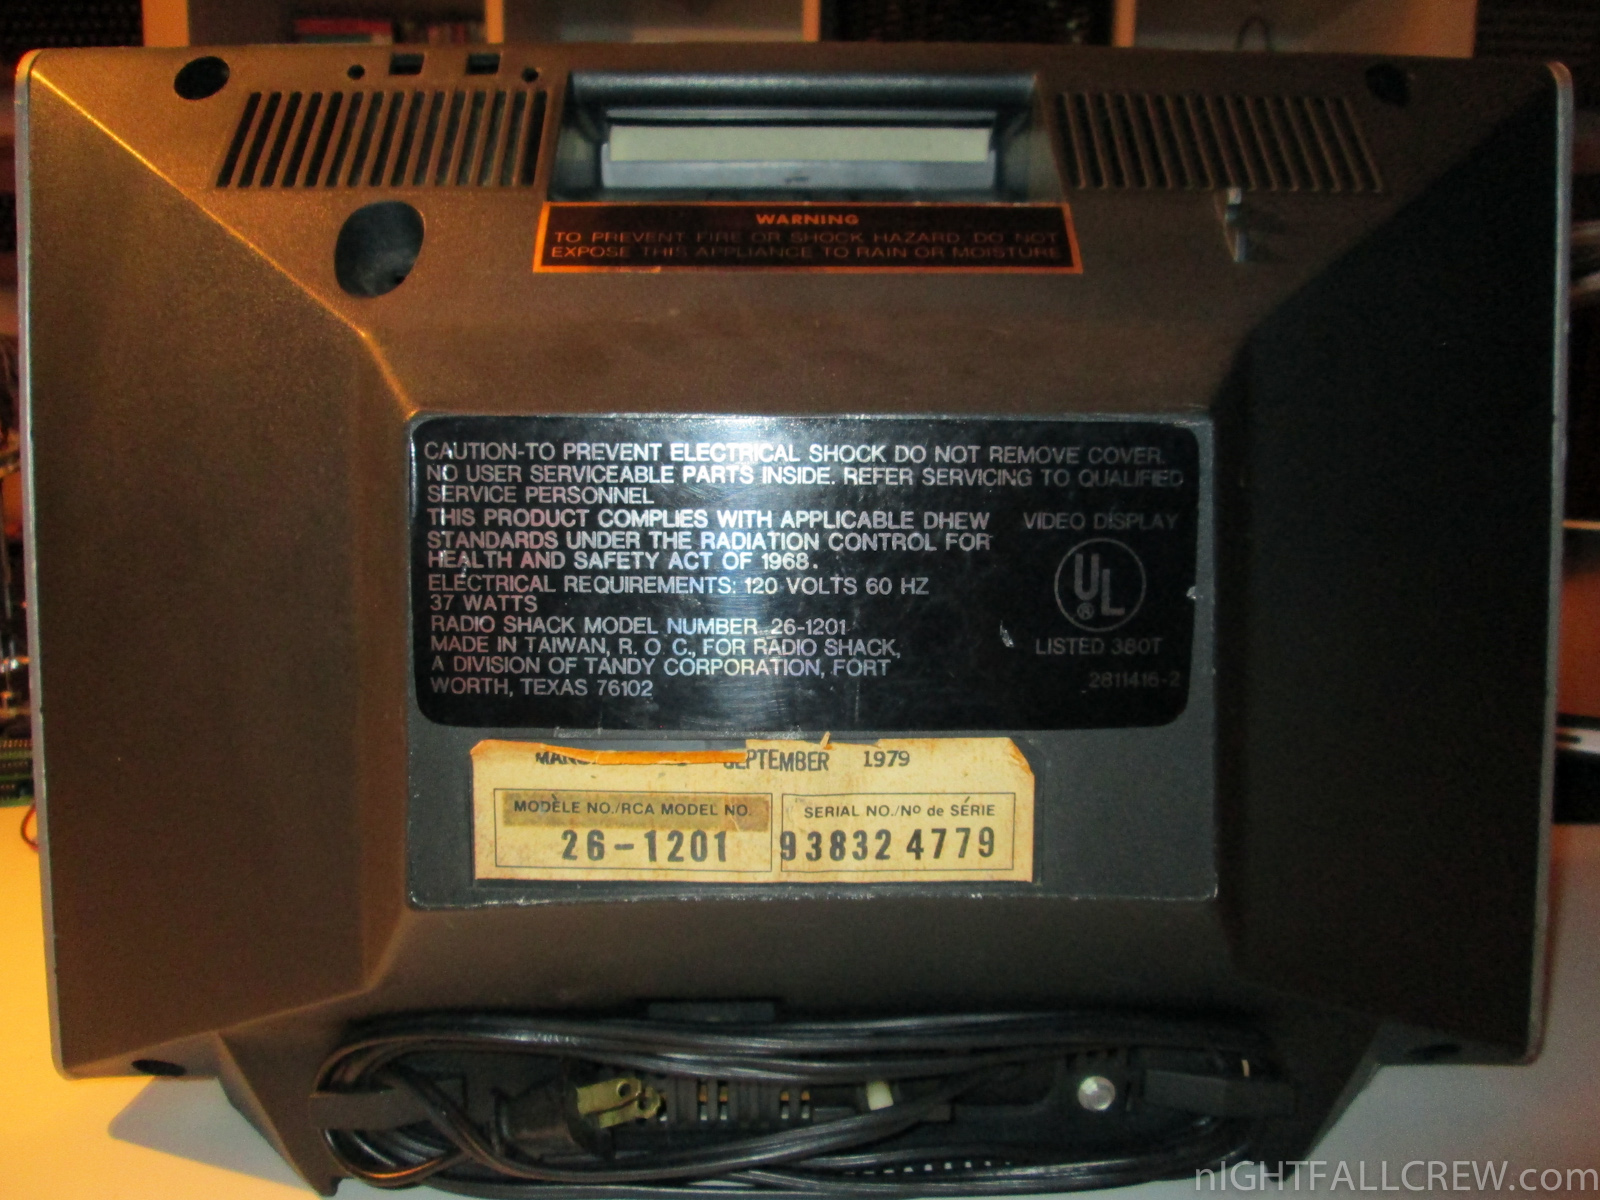 WARNING
TO PREVENT FIRE OR SHOCK HAZARD, DO NOT
EXPOSE THIS APPLIANCE TO RAIN OR MOISTURE
CAUTION-TO PREVENT ELECTRICAL SHOCK DO NOT REMOVE COVER.
NO USER SERVICEABLE PARTS INSIDE. REFER SERVICING TO QUALIFIED
SERVICE PERSONNEL
THIS PRODUCT COMPLIES WITH APPLICABLE DHEW
STANDARDS UNDER THE RADIATION CONTROL FOR
HEALTH AND SAFETY ACT OF 1968.
ELECTRICAL REQUIREMENTS: 120 VOLTS 60 HZ
37 WATTS
RADIO SHACK MODEL NUMBER 26-1201
MADE IN TAIWAN, R. O. C., FOR RADIO SHACK,
A DIVISION OF TANDY CORPORATION, FORT
WORTH, TEXAS 76102
VIDEO DISPLAY
UL
®
LISTED 380T
2811416-2
SEPTEMBER 1979
MODÈLE NO./RCA MODEL NO.
26-1201
SERIAL NO./Nº de SÉRIE
93832 4779
nIGHTFALLCREW.com